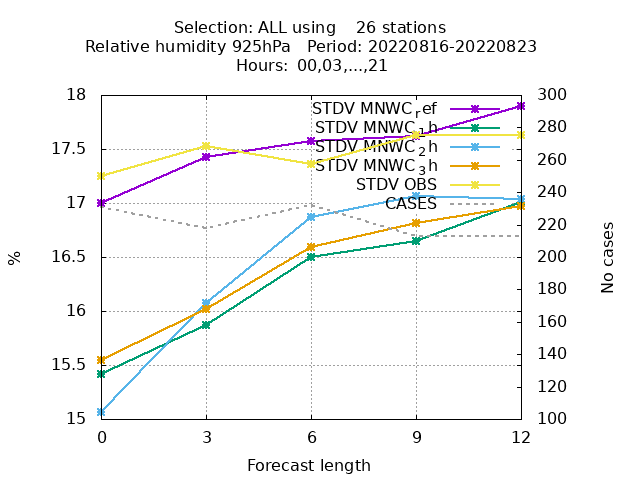 Selection: ALL using    26 stations
Relative humidity 925hPa   Period: 20220816-20220823
Hours: 00,03,...,21
18 300
STDV MNWC_ref
280
STDV MNWC_1h
17.5 STDV MNWC_2h
260
STDV MNWC_3h
240
STDV OBS
17 CASES
220
%
16.5 200
No cases
180
16
160
15.5 140
120
15 100
0 3 6 9 12
Forecast length